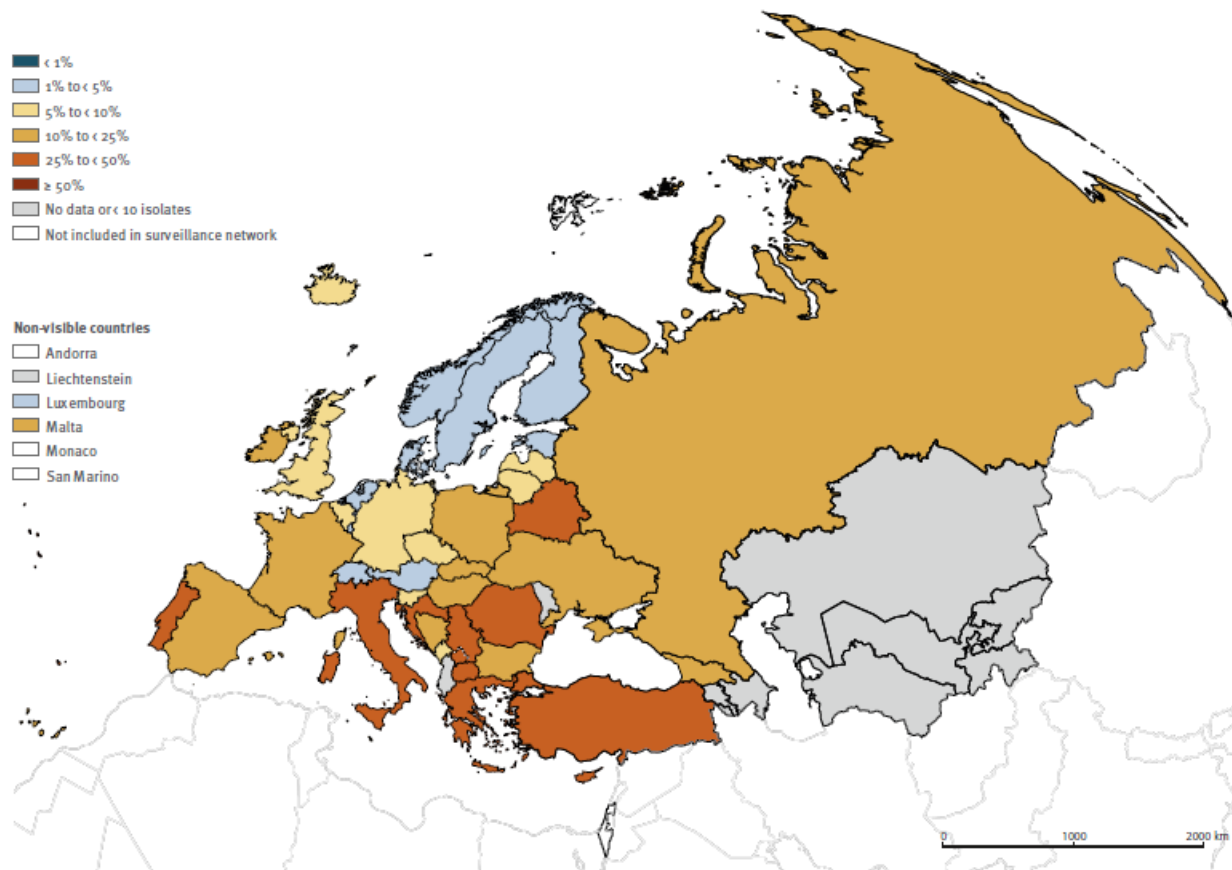 < 1%
1% to < 5%
5% to < 10%
10% to < 25%
25% to < 50%
≥ 50%
No data or < 10 isolates
Not included in surveillance network
Non-visible countries
Andorra
Liechtenstein
Luxembourg
Malta
Monaco
San Marino
0 1000 2000 km